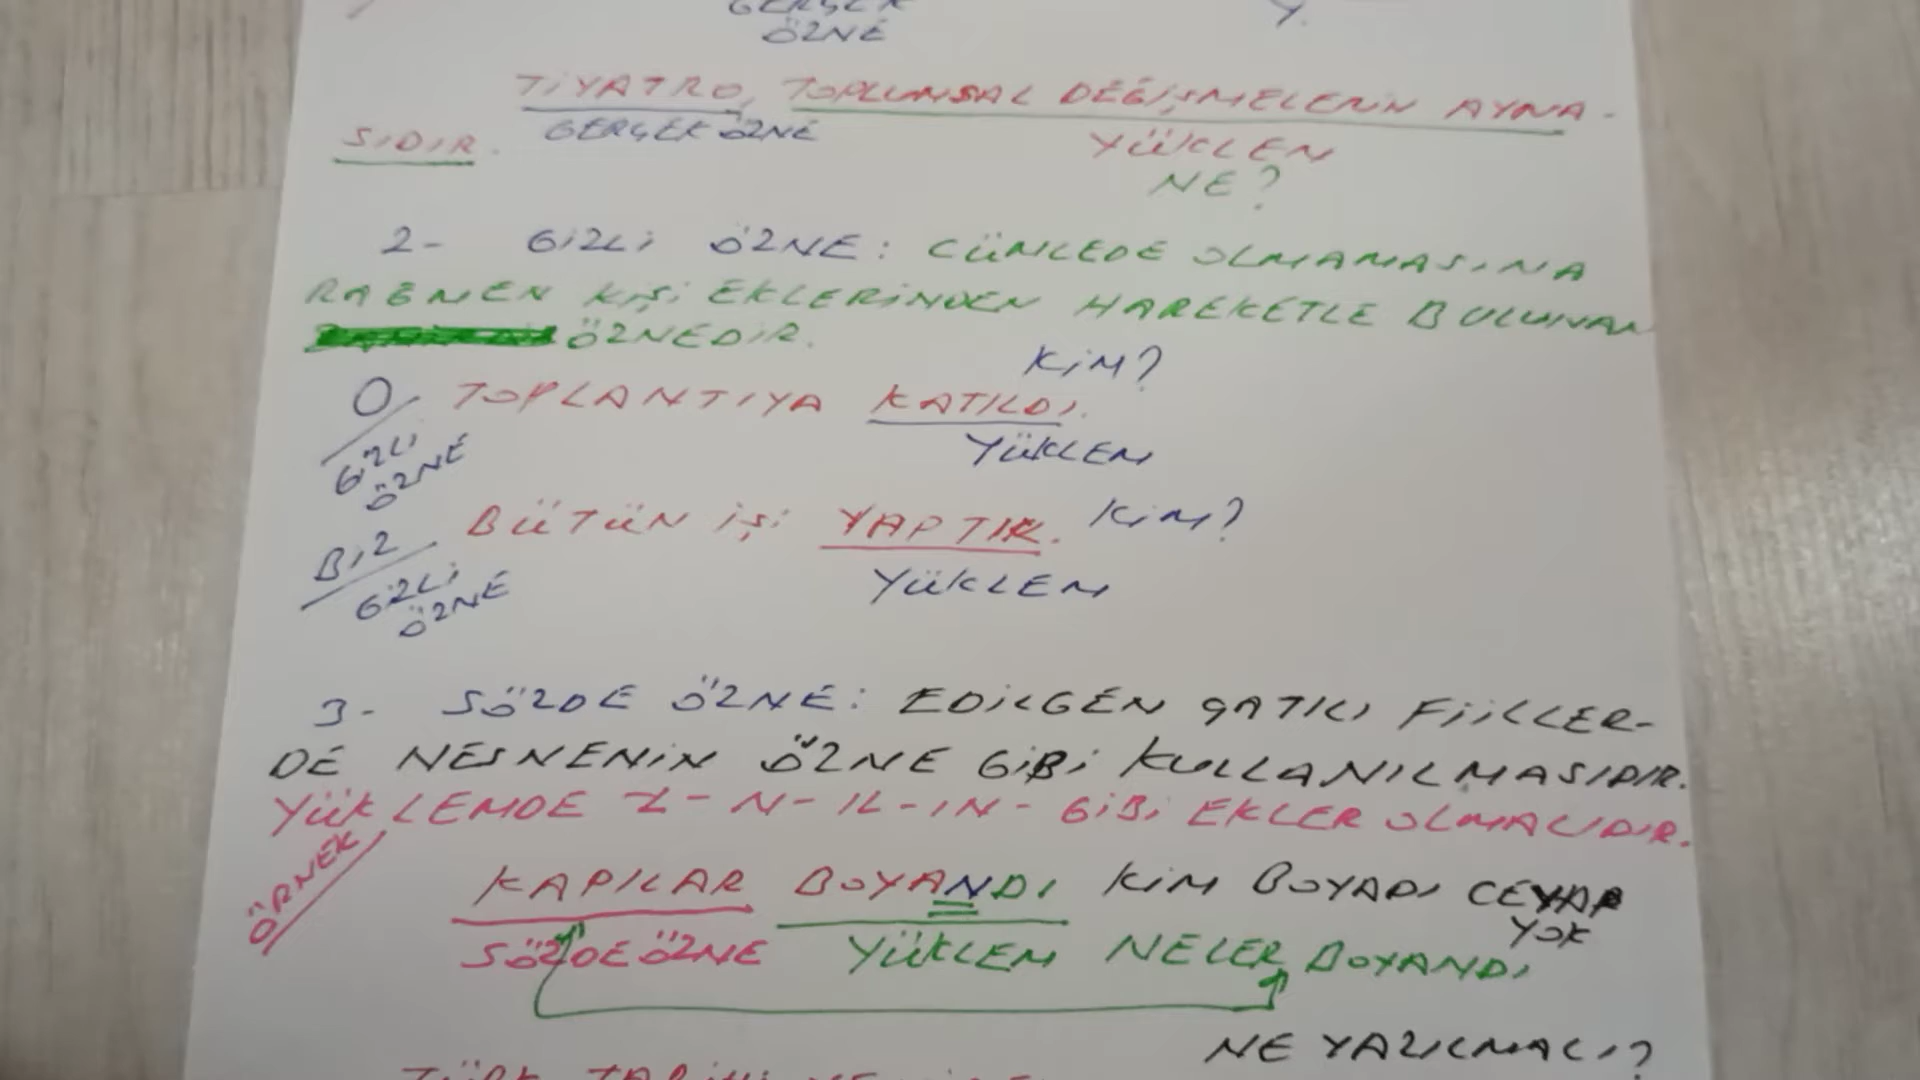 GERÇEK
ÖZNE
Y.
TİYATRO, TOPLUMSAL DEĞİŞMELERİN AYNA-
SIDIR.
GERÇEK ÖZNE
YÜKLEM
NE?
2- GİZLİ ÖZNE: CÜMLEDE OLMAMASINA
RAĞMEN KİŞİ EKLERİNDEN HAREKETLE BULUNAN
ÖZNEDİR.
KİM?
O TOPLANTIYA KATILDI.
GİZLİ
ÖZNE
YÜKLEM
BİZ BÜTÜN İŞİ YAPTIK. KİM?
GİZLİ
ÖZNE
YÜKLEM
3- SÖZDE ÖZNE: EDİLGEN ÇATILI FİİLLER-
DE NESNENİN ÖZNE GİBİ KULLANILMASIDIR.
YÜKLEMDE L-N-IL-IN- GİBİ EKLER OLMALIDIR.
ÖRNEK
KAPILAR BOYANDI KİM BOYADI CEVAP
YOK
SÖZDE ÖZNE YÜKLEM NELER BOYANDI
NE YAZILMALI?